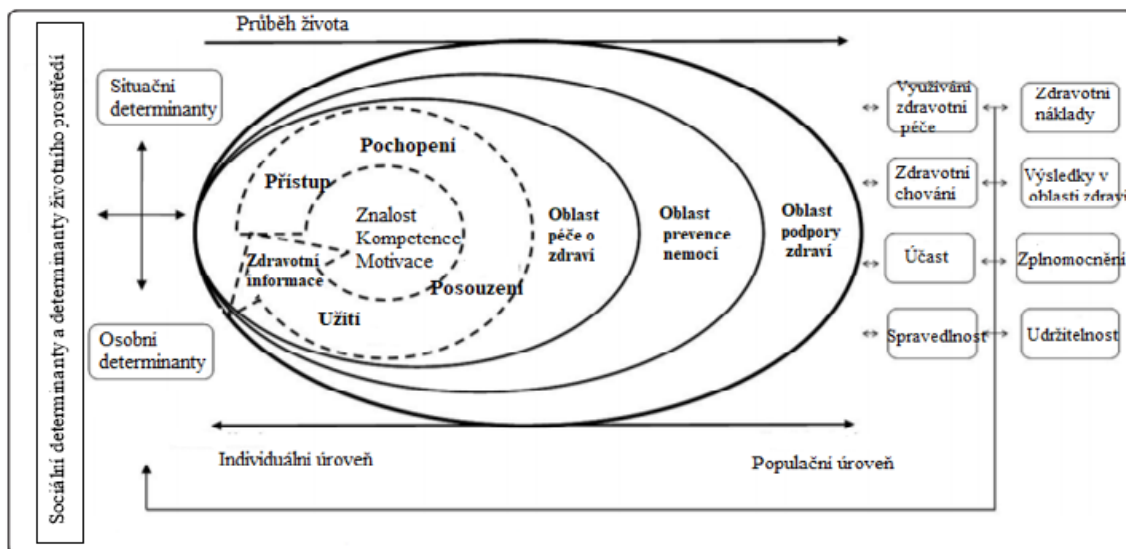 Průběh života
Sociální determinanty a determinanty životního prostředí
Situační
determinanty
Osobní
determinanty
Pochopení
Přístup
Znalost
Kompetence
Motivace
Zdravotní
informace
Posouzení
Užití
Oblast
péče o
zdraví
Oblast
prevence
nemocí
Oblast
podpory
zdraví
Využívání
zdravotní
péče
Zdravotní
náklady
Zdravotní
chování
Výsledky v
oblasti zdraví
Účast
Zplnomocnění
Spravedlnost
Udržitelnost
Individuální úroveň
Populační úroveň